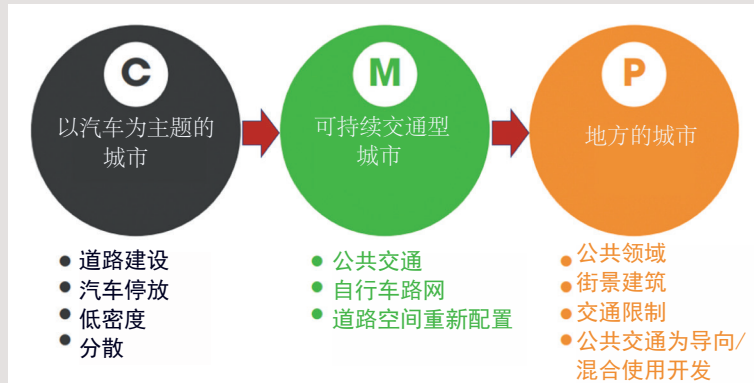 C
以汽车为主题的
城市
道路建设
汽车停放
低密度
分散
M
可持续交通型
城市
公共交通
自行车路网
道路空间重新配置
P
地方的城市
公共领域
街景建筑
交通限制
公共交通为导向/
混合使用开发